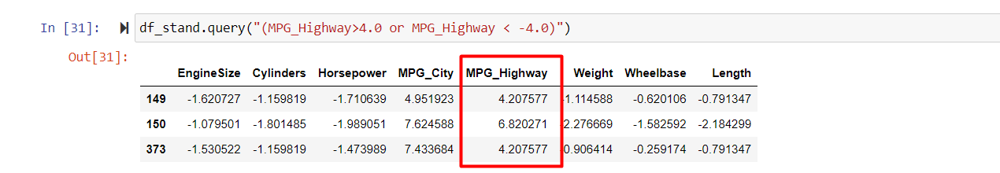 In [31]: df_stand.query("(MPG_Highway>4.0 or MPG_Highway < -4.0)")
Out[31]:
EngineSize Cylinders Horsepower MPG_City MPG_Highway Weight Wheelbase Length
149 -1.620727 -1.159819 -1.710639 4.951923 4.207577 -1.114588 -0.620106 -0.791347
150 -1.079501 -1.801485 -1.989051 7.624588 6.820271 -2.276669 -1.582592 -2.184299
373 -1.530522 -1.159819 -1.473989 7.433684 4.207577 -0.906414 -0.259174 -0.791347